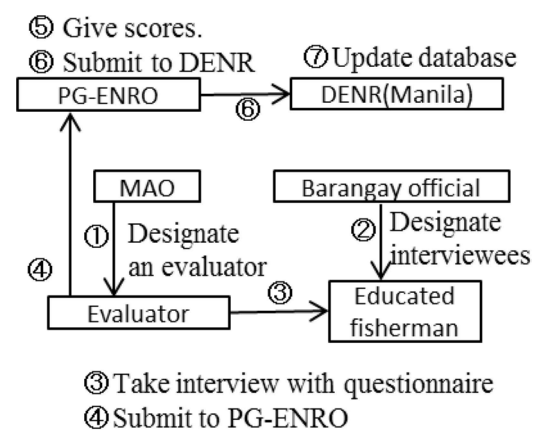 ⑤ Give scores.
⑥ Submit to DENR
⑦ Update database
PG-ENRO
⑥
DENR(Manila)
MAO
Barangay official
①
Designate
an evaluator
②
Designate
interviewees
④
③
Evaluator
Educated
fisherman
③ Take interview with questionnaire
④ Submit to PG-ENRO